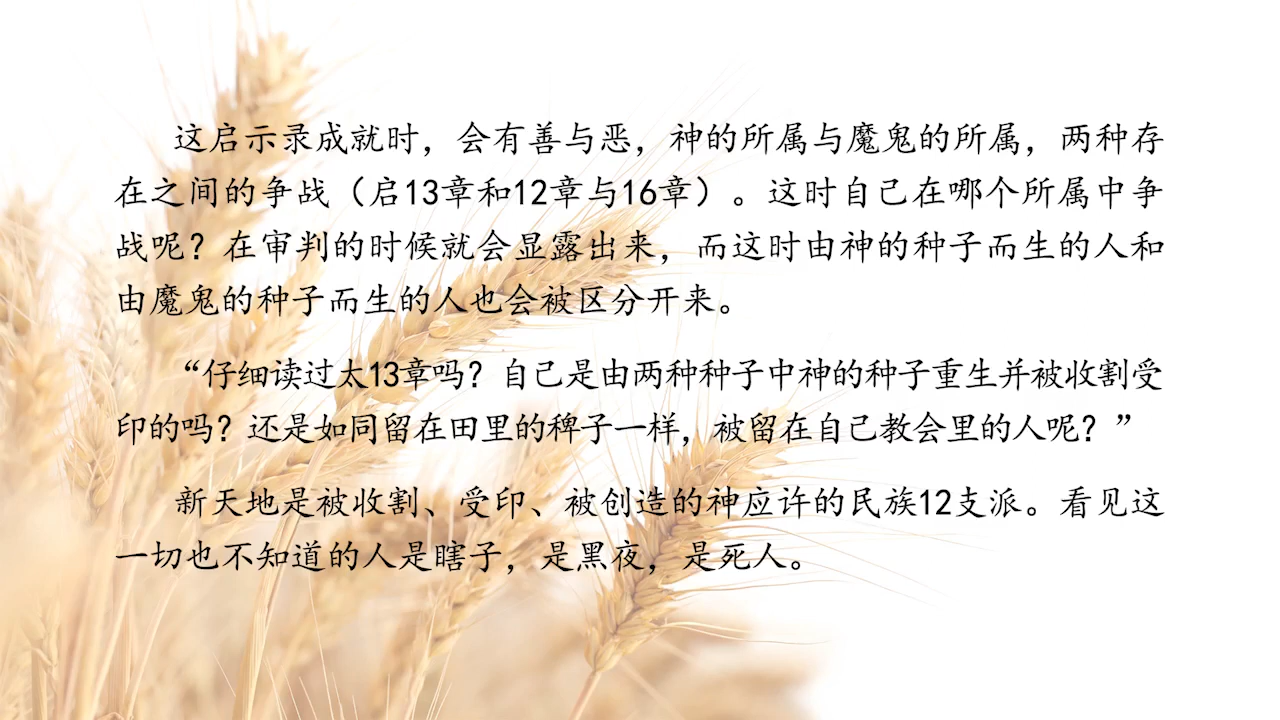 这启示录成就时，会有善与恶，神的所属与魔鬼的所属，两种存
在之间的争战（启13章和12章与16章）。这时自己在哪个所属中争
战呢？在审判的时候就会显露出来，而这时由神的种子而生的人和
由魔鬼的种子而生的人也会被区分开来。
“仔细读过太13章吗？自己是由两种种子中神的种子重生并被收割受
印的吗？还是如同留在田里的稗子一样，被留在自己教会里的人呢？”
新天地是被收割、受印、被创造的神应许的民族12支派。看见这
一切也不知道的人是瞎子，是黑夜，是死人。